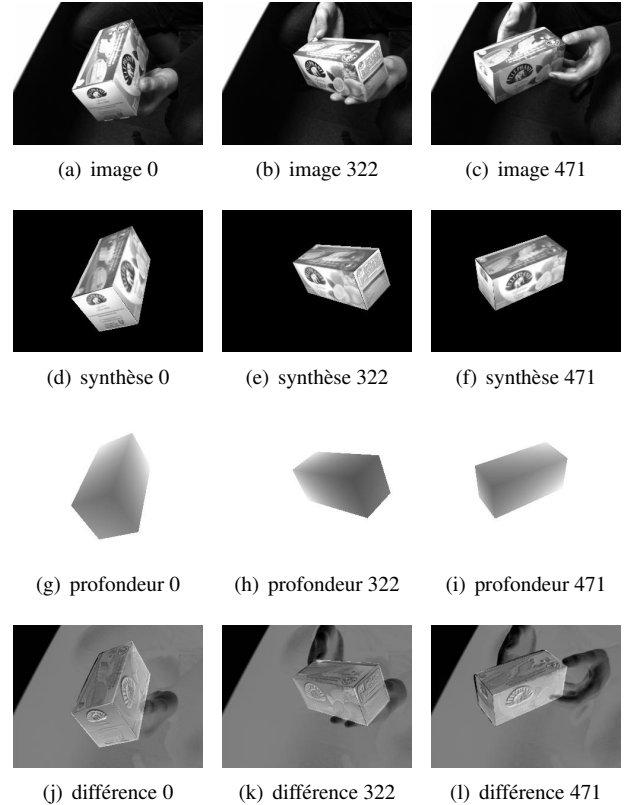 (a) image 0
(b) image 322
(c) image 471
(d) synthèse 0
(e) synthèse 322
(f) synthèse 471
(g) profondeur 0
(h) profondeur 322
(i) profondeur 471
(j) différence 0
(k) différence 322
(l) différence 471